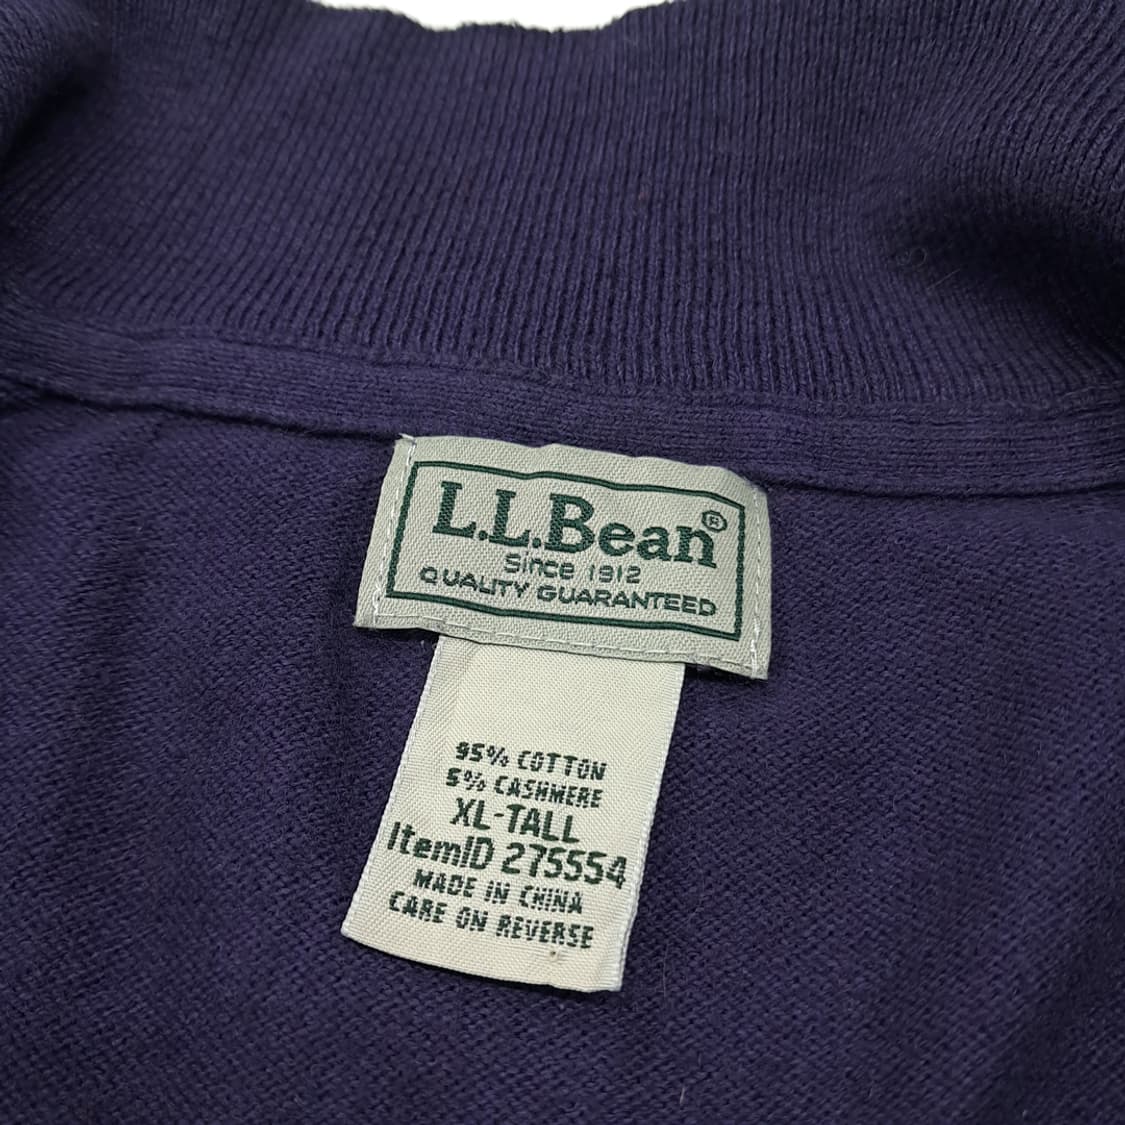 L.L.Bean®
Since 1912
QUALITY GUARANTEED
95% COTTON
5% CASHMERE
XL-TALL
ItemID 275554
MADE IN CHINA
CARE ON REVERSE